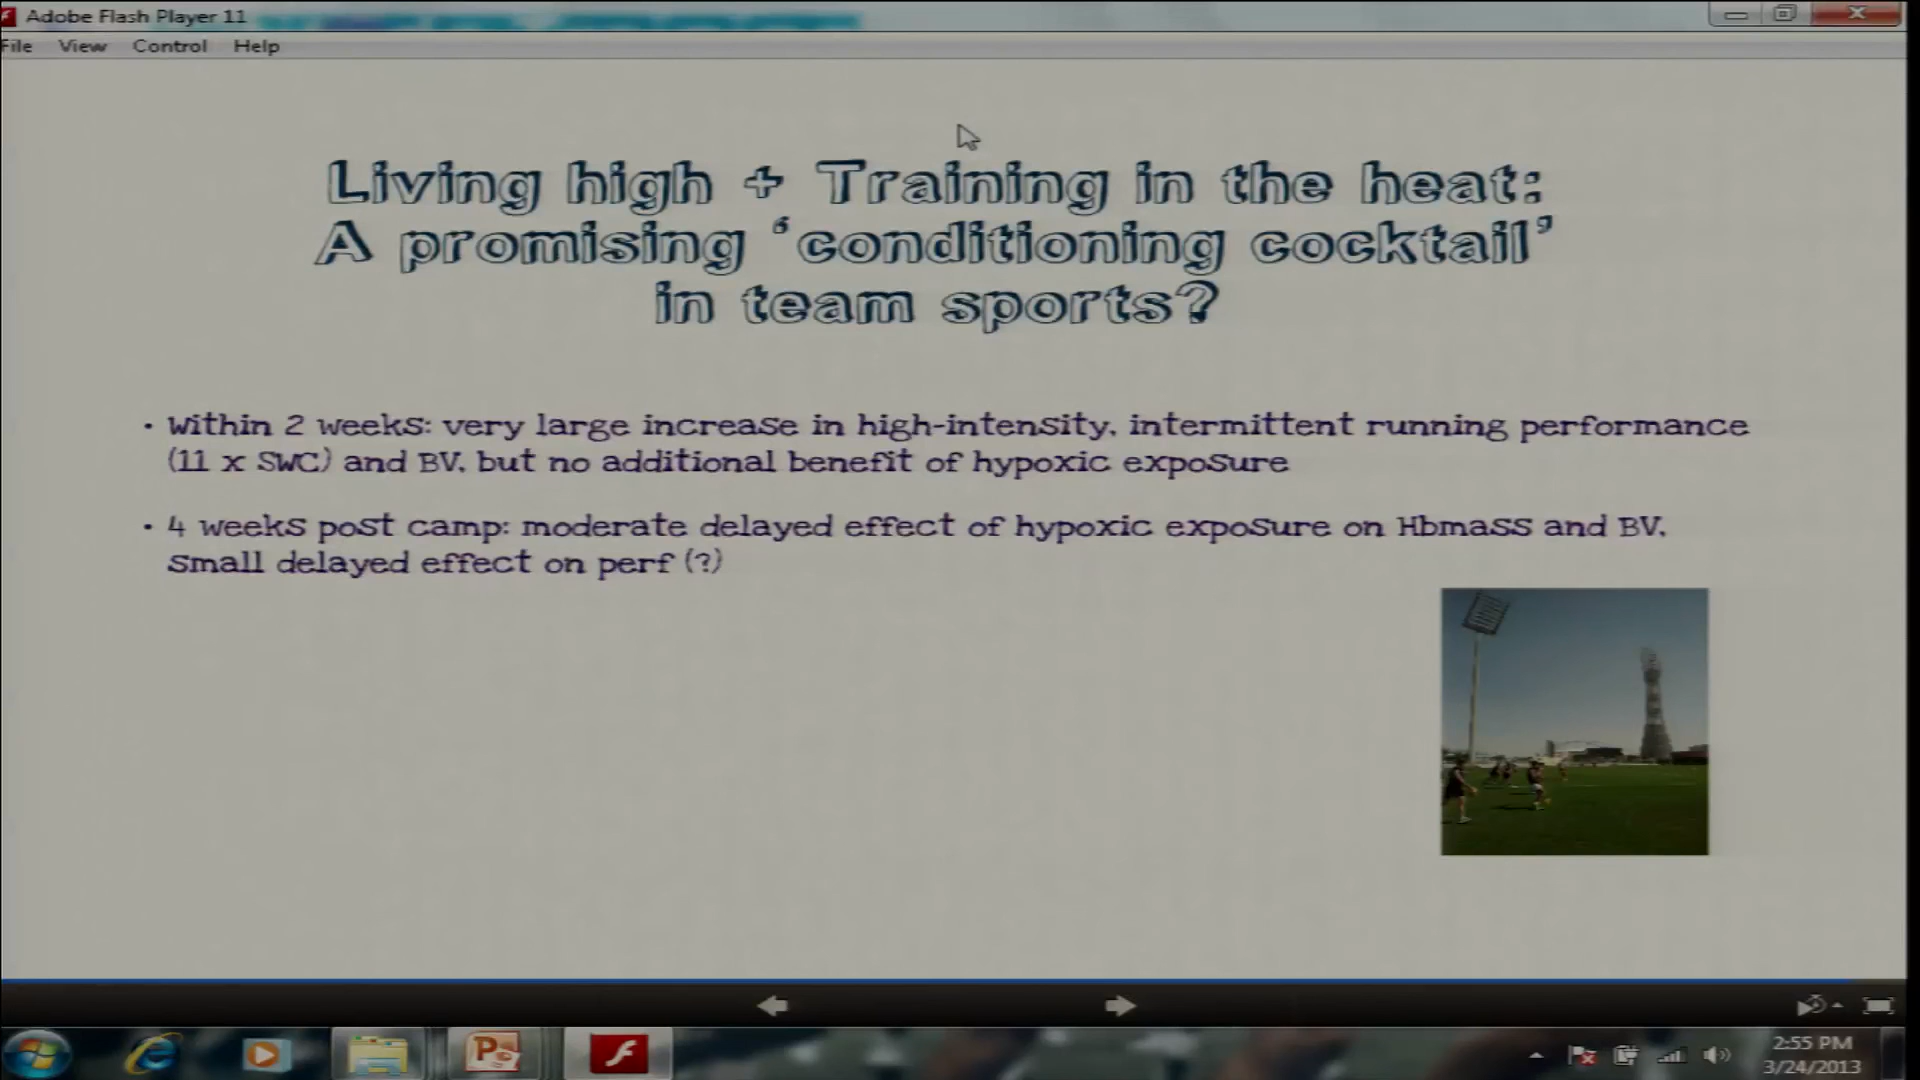 Adobe Flash Player 11
File View Control Help
Living high + Training in the heat:
A promising ‘conditioning cocktail’
in team sports?
• Within 2 weeks: very large increase in high-intensity, intermittent running performance
(11 x SWC) and BV, but no additional benefit of hypoxic exposure
• 4 weeks post camp: moderate delayed effect of hypoxic exposure on Hbmass and BV,
small delayed effect on perf (?)
2:55 PM
3/24/2013